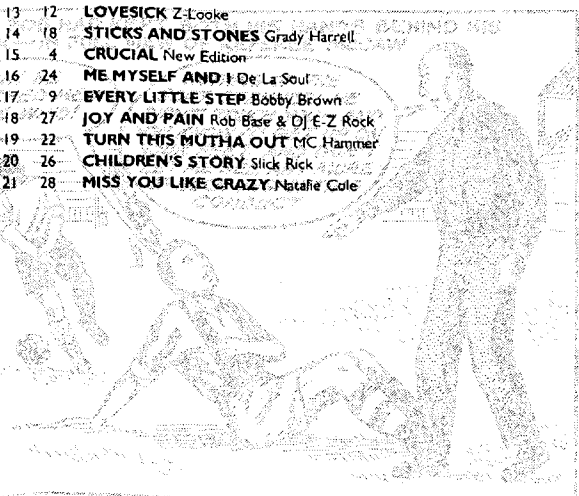 13 12 LOVESICK Z-Looke
14 18 STICKS AND STONES Grady Harrell
15 4 CRUCIAL New Edition
16 24 ME MYSELF AND I De La Soul
17 9 EVERY LITTLE STEP Bobby Brown
18 27 JOY AND PAIN Rob Base & DJ E-Z Rock
19 22 TURN THIS MUTHA OUT MC Hammer
20 26 CHILDREN'S STORY Slick Rick
21 28 MISS YOU LIKE CRAZY Natalie Cole